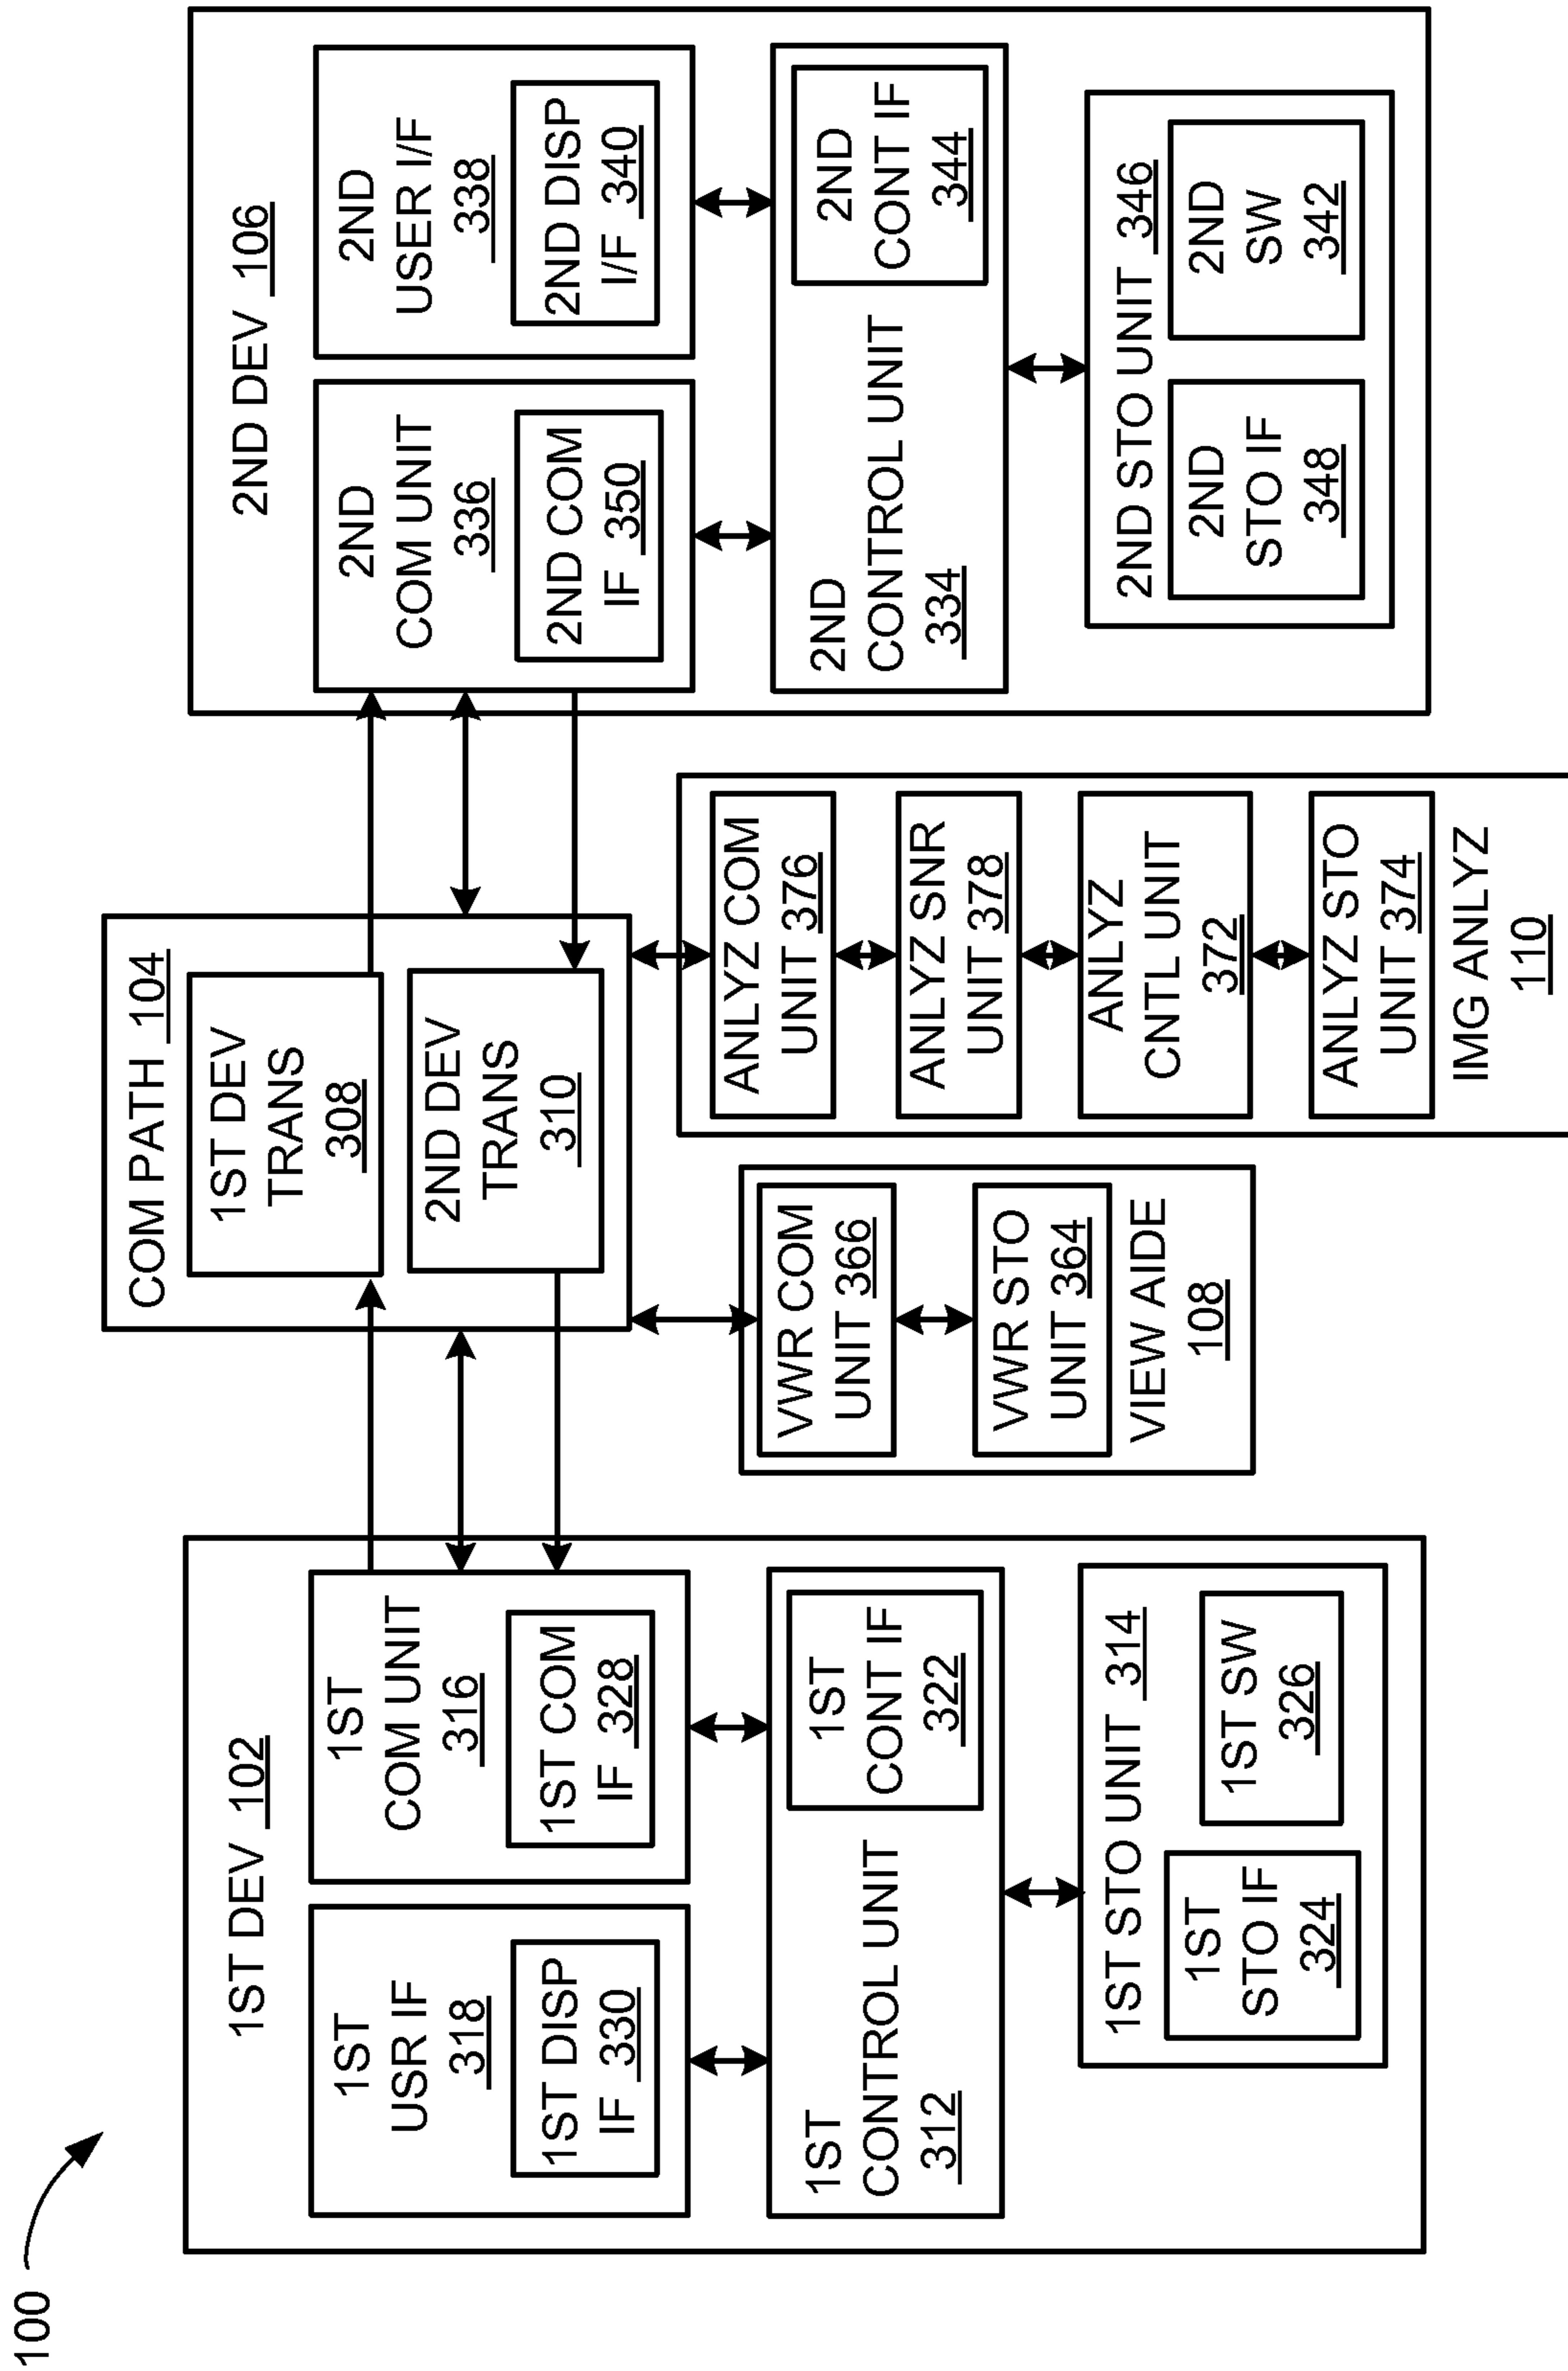 100
1ST DEV 102
1ST
USR IF
318
1ST DISP
IF 330
1ST
COM UNIT
316
1ST COM
IF 328
1ST
CONTROL UNIT
312
1ST
CONT IF
322
1ST STO UNIT 314
1ST
STO IF
324
1ST SW
326
COM PATH 104
1ST DEV
TRANS
308
2ND DEV
TRANS
310
VWR COM
UNIT 366
VWR STO
UNIT 364
VIEW AIDE
108
ANLYZ COM
UNIT 376
ANLYZ SNR
UNIT 378
ANLYZ
CNTL UNIT
372
ANLYZ STO
UNIT 374
IMG ANLYZ
110
2ND DEV 106
2ND
COM UNIT
336
2ND COM
IF 350
2ND
USER I/F
338
2ND DISP
I/F 340
2ND
CONTROL UNIT
334
2ND
CONT IF
344
2ND STO UNIT 346
2ND
STO IF
348
2ND
SW
342